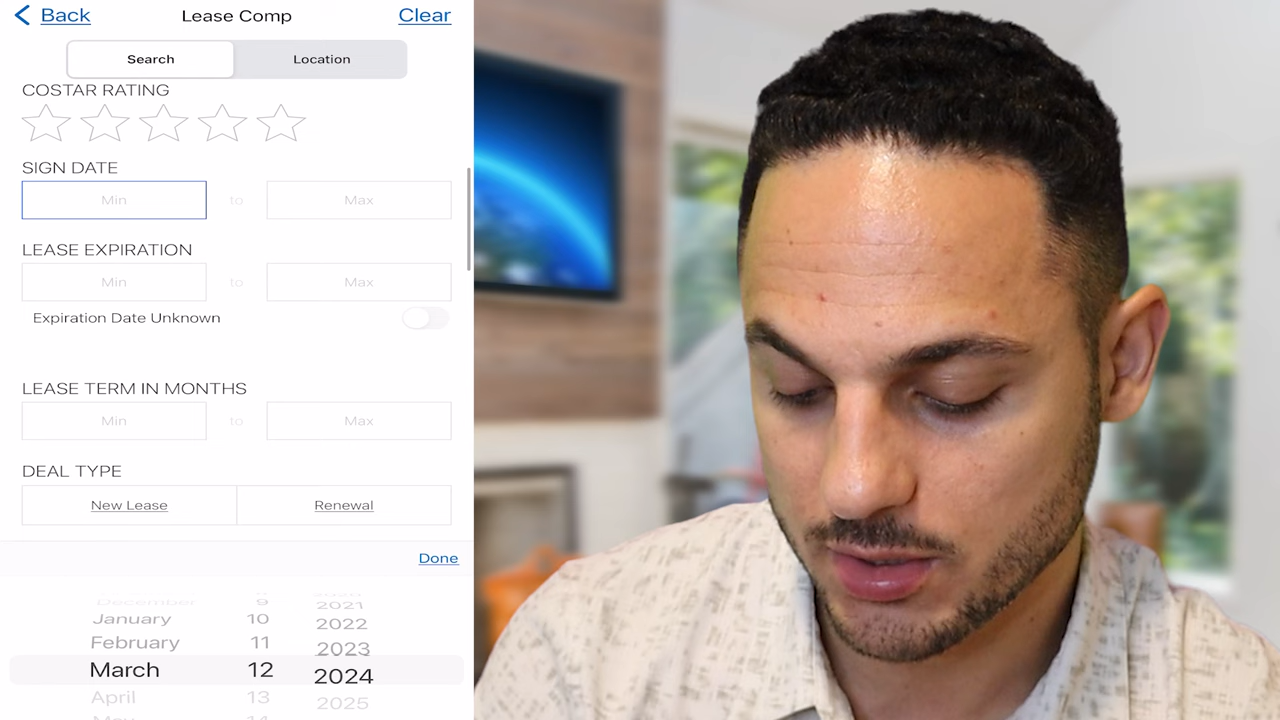 Back Lease Comp Clear
Search Location
COSTAR RATING
SIGN DATE
Min to Max
LEASE EXPIRATION
Min to Max
Expiration Date Unknown
LEASE TERM IN MONTHS
Min to Max
DEAL TYPE
New Lease Renewal
Done
December 9 2021
January 10 2022
February 11 2023
March 12 2024
April 13 2025